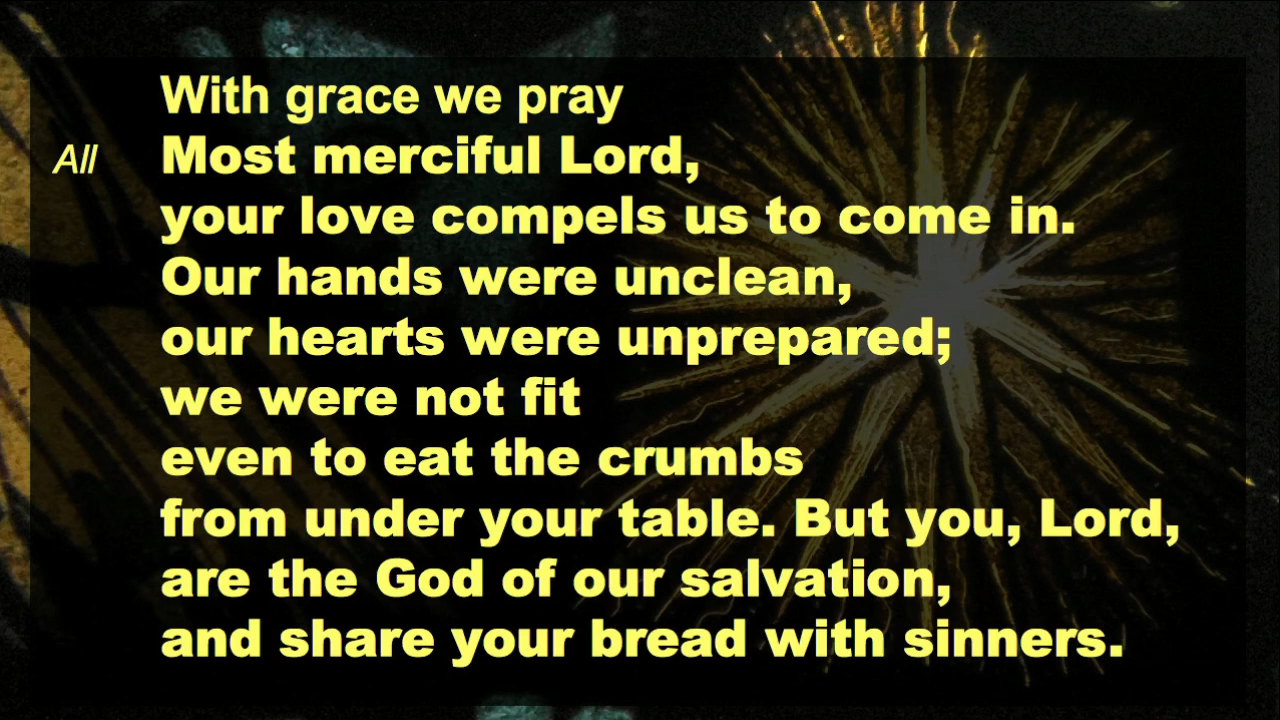 With grace we pray
All Most merciful Lord,
your love compels us to come in.
Our hands were unclean,
our hearts were unprepared;
we were not fit
even to eat the crumbs
from under your table. But you, Lord,
are the God of our salvation,
and share your bread with sinners.